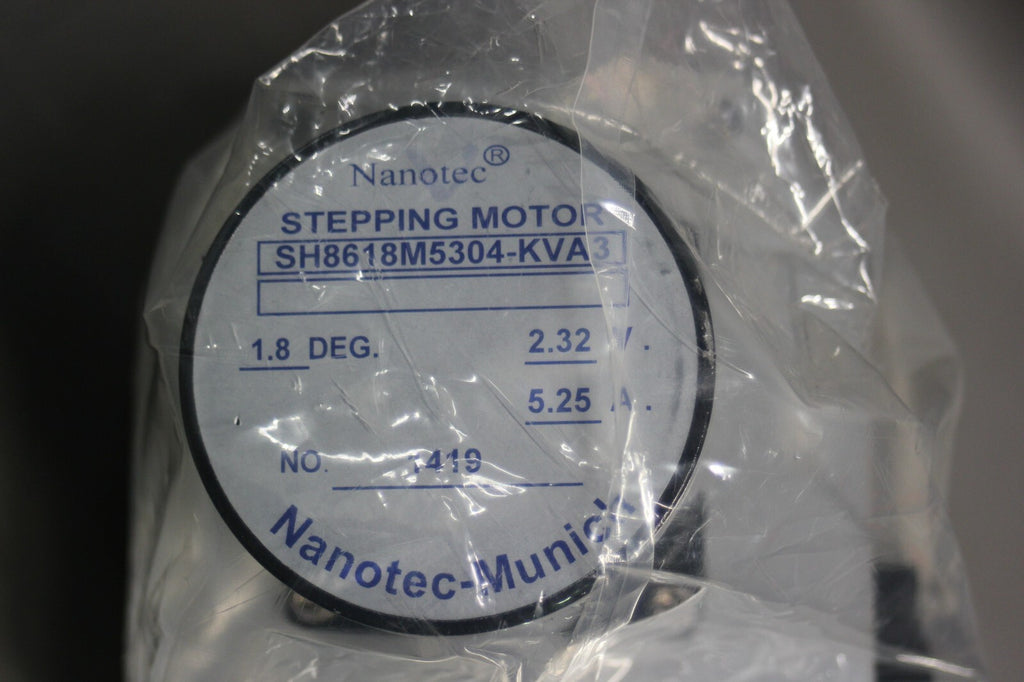 Nanotec®
STEPPING MOTOR
SH8618M5304-KVA3
1.8 DEG. 2.32 V.
5.25 A.
NO. 1419
Nanotec-Munich